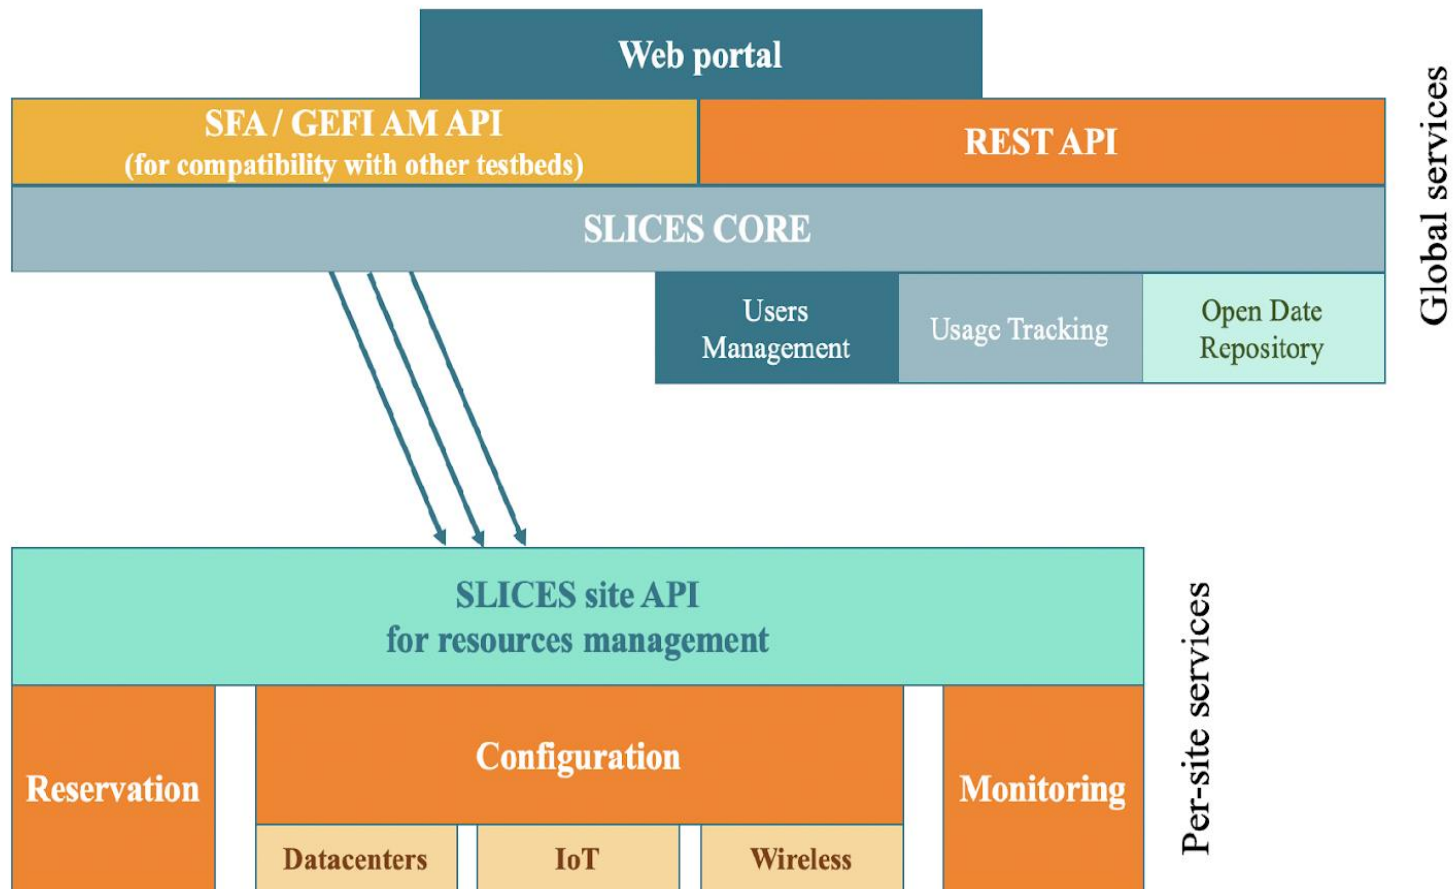 Web portal
SFA / GEFI AM API
(for compatibility with other testbeds)
REST API
SLICES CORE
Users
Management
Usage Tracking
Open Date
Repository
Global services
SLICES site API
for resources management
Reservation
Configuration
Monitoring
Datacenters
IoT
Wireless
Per-site services